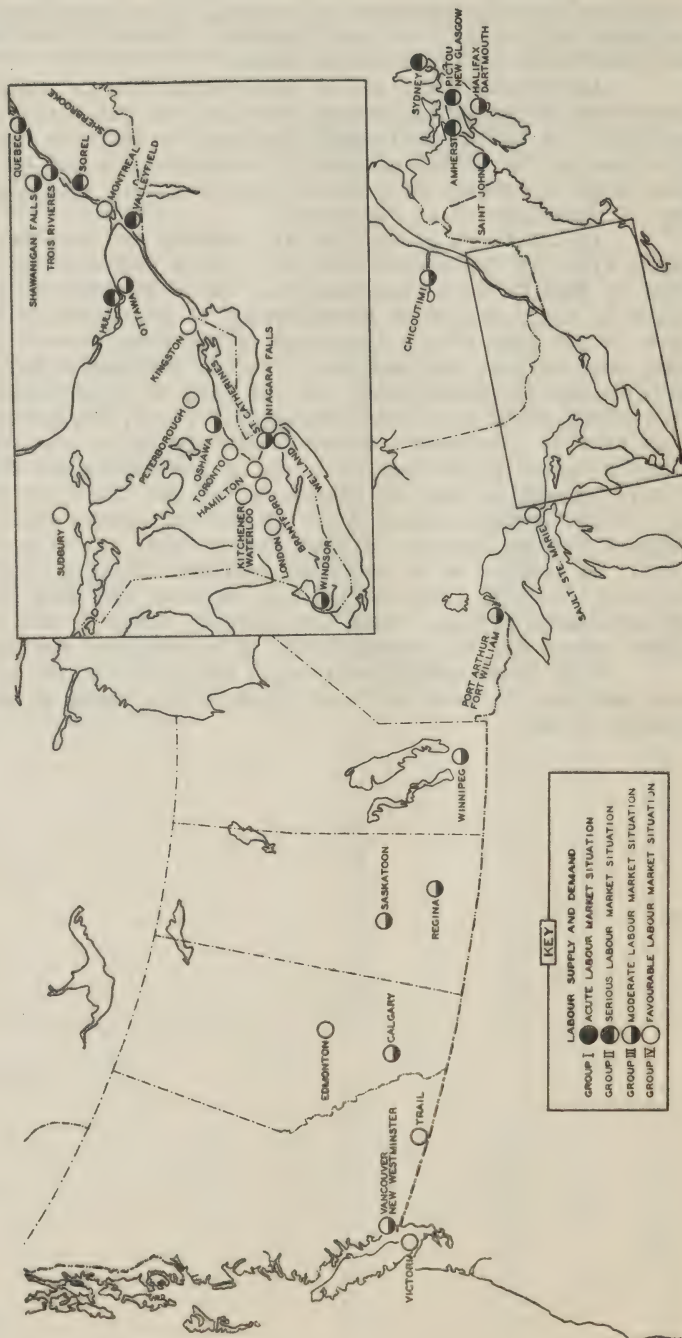 VICTORIA
VANCOUVER
NEW WESTMINSTER
TRAIL
EDMONTON
CALGARY
SASKATOON
REGINA
WINNIPEG
PORT ARTHUR
FORT WILLIAM
SAULT STE. MARIE
CHICOUTIMI
SAINT JOHN
AMHERST
SYDNEY
PICTOU
NEW GLASGOW
HALIFAX
DARTMOUTH
SUDBURY
WINDSOR
LONDON
KITCHENER
WATERLOO
BRANTFORD
HAMILTON
TORONTO
OSHAWA
PETERBOROUGH
WELLAND
NIAGARA FALLS
ST CATHERINES
KINGSTON
HULL
OTTAWA
VALLEYFIELD
MONTREAL
SOREL
TROIS RIVIERES
SHAWANIGAN FALLS
QUEBEC
SHERBROOKE
KEY
LABOUR SUPPLY AND DEMAND
GROUP I ACUTE LABOUR MARKET SITUATION
GROUP II SERIOUS LABOUR MARKET SITUATION
GROUP III MODERATE LABOUR MARKET SITUATION
GROUP IV FAVOURABLE LABOUR MARKET SITUATION